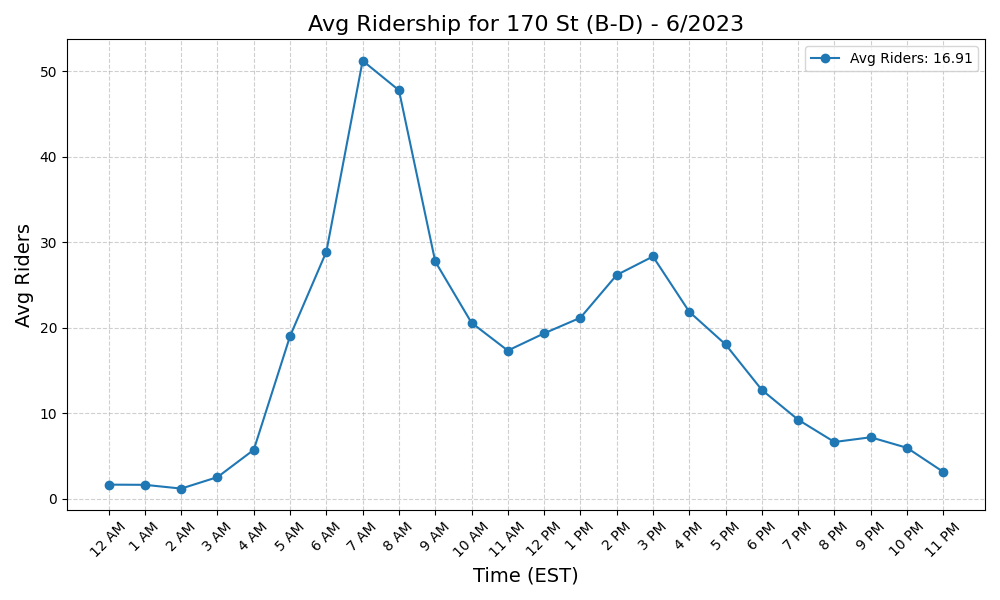 Avg Ridership for 170 St (B-D) - 6/2023
Avg Riders: 16.91
Avg Riders
50
40
30
20
10
0
12 AM
1 AM
2 AM
3 AM
4 AM
5 AM
6 AM
7 AM
8 AM
9 AM
10 AM
11 AM
12 PM
1 PM
2 PM
3 PM
4 PM
5 PM
6 PM
7 PM
8 PM
9 PM
10 PM
11 PM
Time (EST)